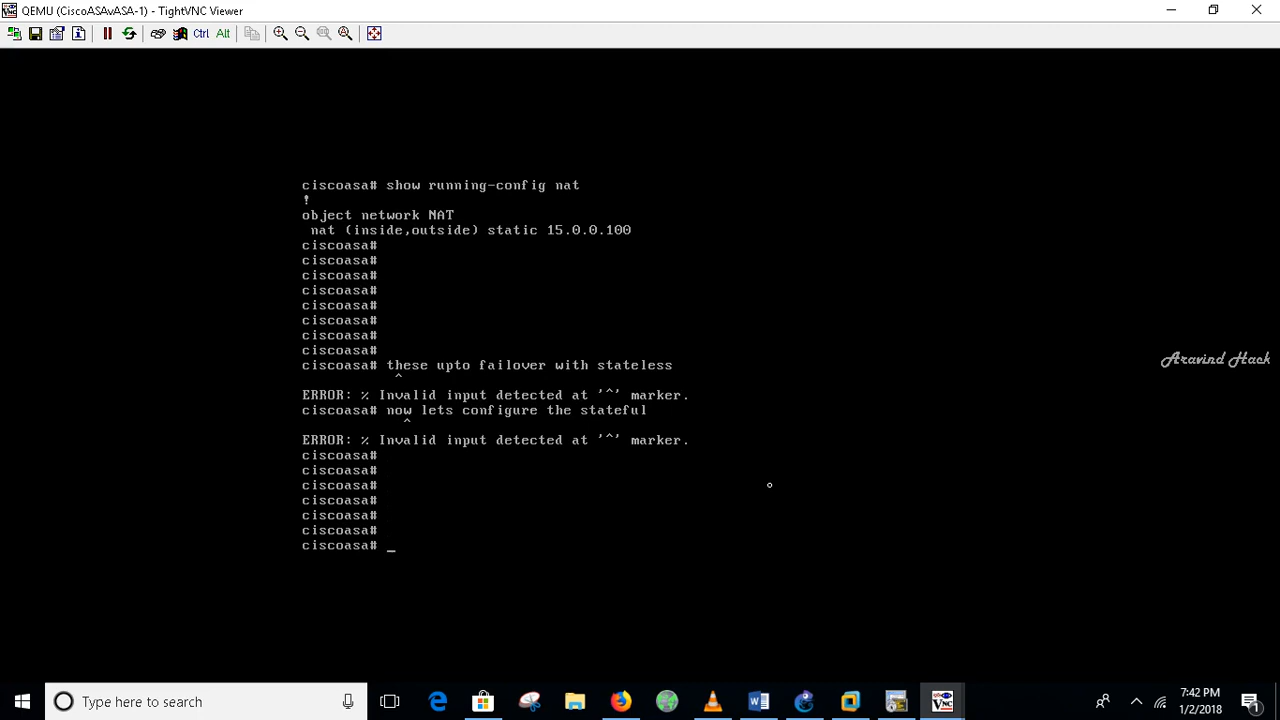 QEMU (CiscoASAvASA-1) - TightVNC Viewer
Ctrl Alt
ciscoasa# show running-config nat
!
object network NAT
nat (inside,outside) static 15.0.0.100
ciscoasa#
ciscoasa#
ciscoasa#
ciscoasa#
ciscoasa#
ciscoasa#
ciscoasa#
ciscoasa#
ciscoasa# these upto failover with stateless
^
ERROR: % Invalid input detected at '^' marker.
ciscoasa# now lets configure the stateful
^
ERROR: % Invalid input detected at '^' marker.
ciscoasa#
ciscoasa#
ciscoasa#
ciscoasa#
ciscoasa#
ciscoasa#
ciscoasa# _
Aravind Hack
Type here to search
7:42 PM
1/2/2018
1